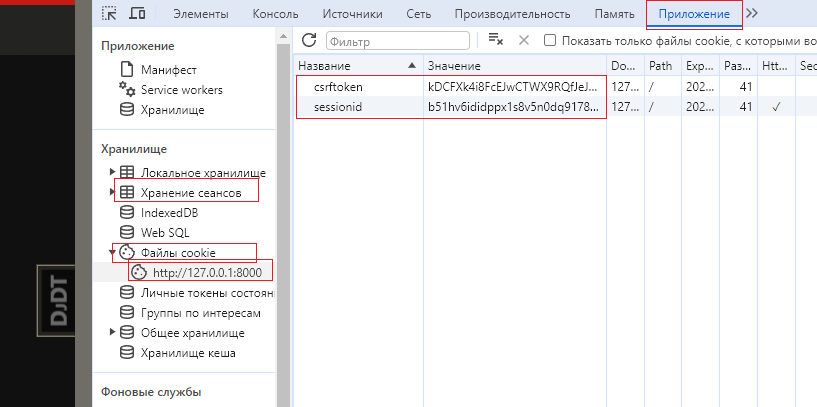 Элементы Консоль Источники Сеть Производительность Память Приложение
Фильтр Показать только файлы cookie, с которыми во
Приложение
Манифест
Service workers
Хранилище
Хранилище
Локальное хранилище
Хранение сеансов
IndexedDB
Web SQL
Файлы cookie
http://127.0.0.1:8000
Личные токены состояни
Группы по интересам
Общее хранилище
Хранилище кеша
Фоновые службы
Название Значение Do... Path Exp... Раз... Htt... Sec
csrftoken kDCFXk4i8FcEJwCTWX9RQfJeJ... 127... / 202... 41
sessionid b51hv6ididppx1s8v5n0dq9178... 127... / 202... 41 ✓
DjDT